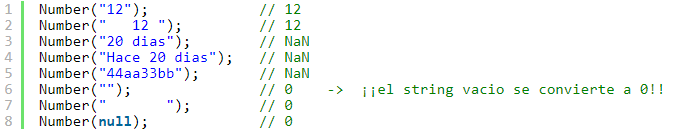 1 Number("12"); // 12
2 Number("   12 "); // 12
3 Number("20 dias"); // NaN
4 Number("Hace 20 dias"); // NaN
5 Number("44aa33bb"); // NaN
6 Number(""); // 0   ->  ¡¡el string vacio se convierte a 0!!
7 Number("       "); // 0
8 Number(null); // 0